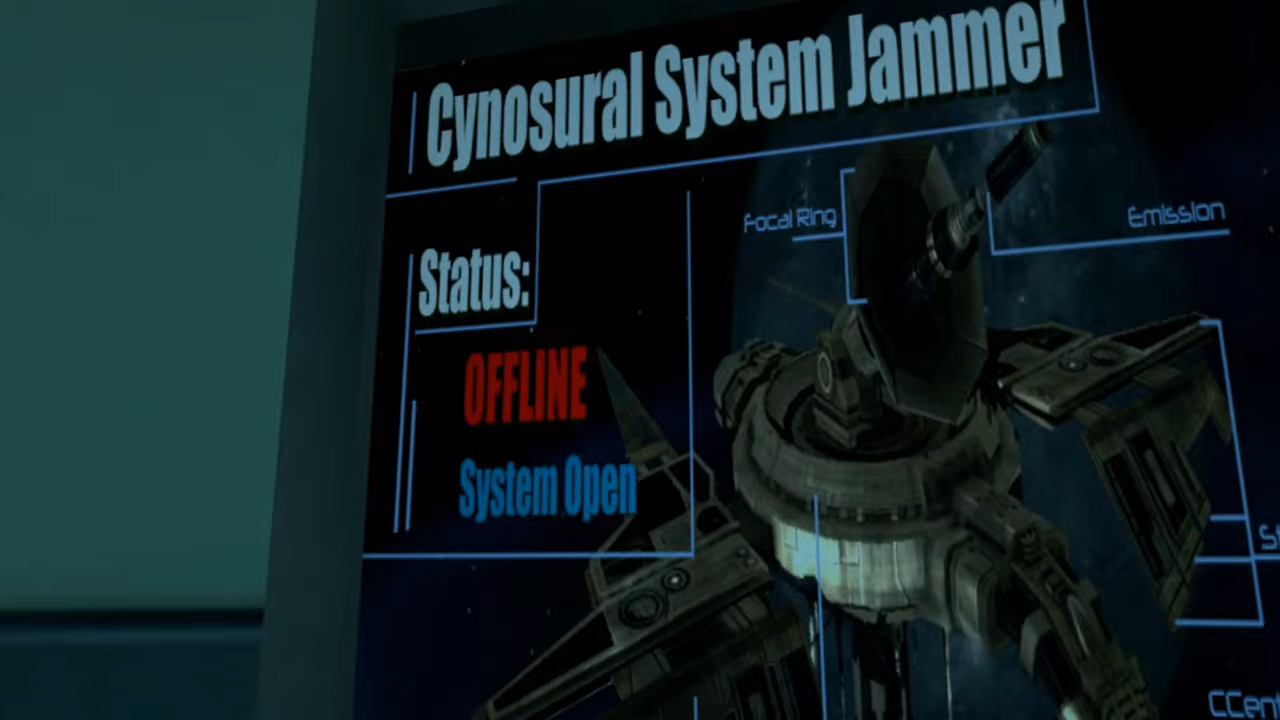 Cynosural System Jammer
Focal Ring
Emission
Status:
OFFLINE
System Open